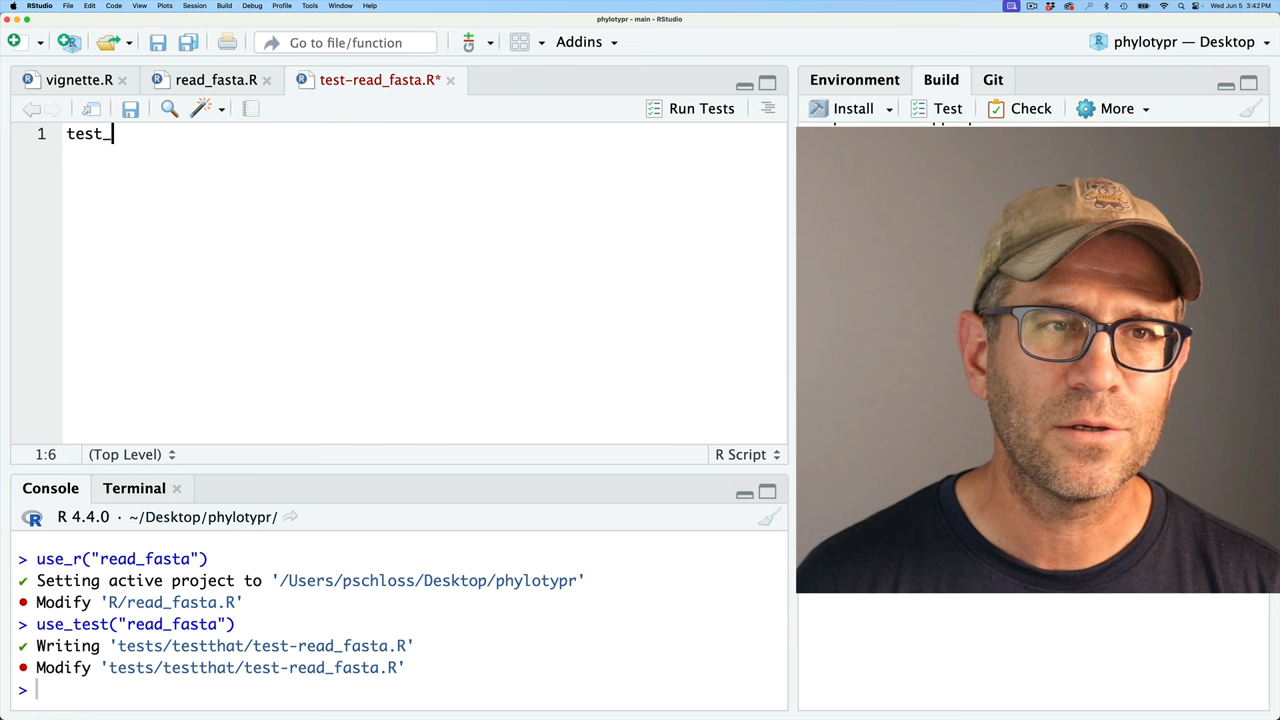 RStudio File Edit Code View Plots Session Build Debug Profile Tools Window Help Wed Jun 5 3:42 PM
phylotypr - main - RStudio
Go to file/function Addins phylotypr — Desktop
vignette.R read_fasta.R test-read_fasta.R* Environment Build Git
Run Tests Install Test Check More
1 test_
1:6 (Top Level) R Script
Console Terminal
R 4.4.0 · ~/Desktop/phylotypr/
> use_r("read_fasta")
✔ Setting active project to '/Users/pschloss/Desktop/phylotypr'
● Modify 'R/read_fasta.R'
> use_test("read_fasta")
✔ Writing 'tests/testthat/test-read_fasta.R'
● Modify 'tests/testthat/test-read_fasta.R'
>